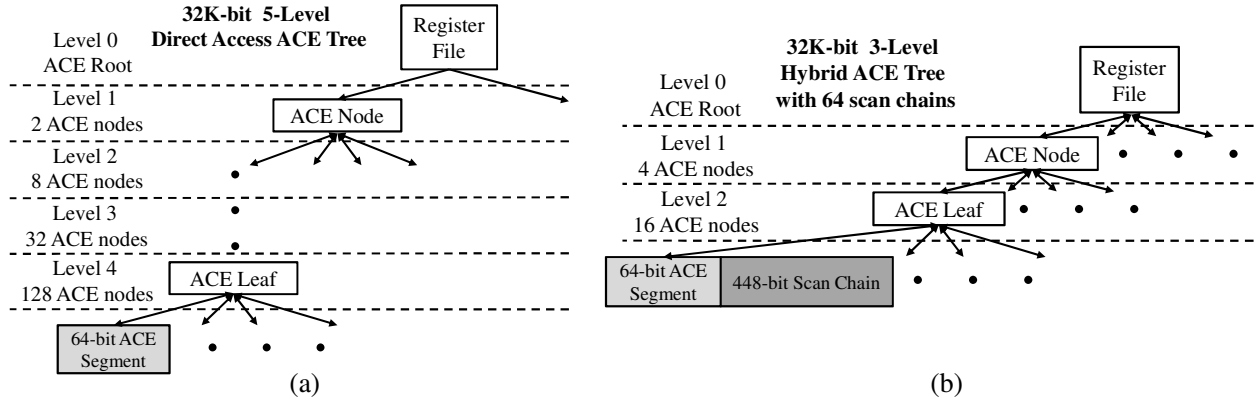 32K-bit 5-Level
Direct Access ACE Tree
Register
File
Level 0
ACE Root
Level 1
2 ACE nodes
ACE Node
Level 2
8 ACE nodes
Level 3
32 ACE nodes
Level 4
128 ACE nodes
ACE Leaf
64-bit ACE
Segment
(a)
32K-bit 3-Level
Hybrid ACE Tree
with 64 scan chains
Register
File
Level 0
ACE Root
Level 1
4 ACE nodes
ACE Node
Level 2
16 ACE nodes
ACE Leaf
64-bit ACE
Segment
448-bit Scan Chain
(b)